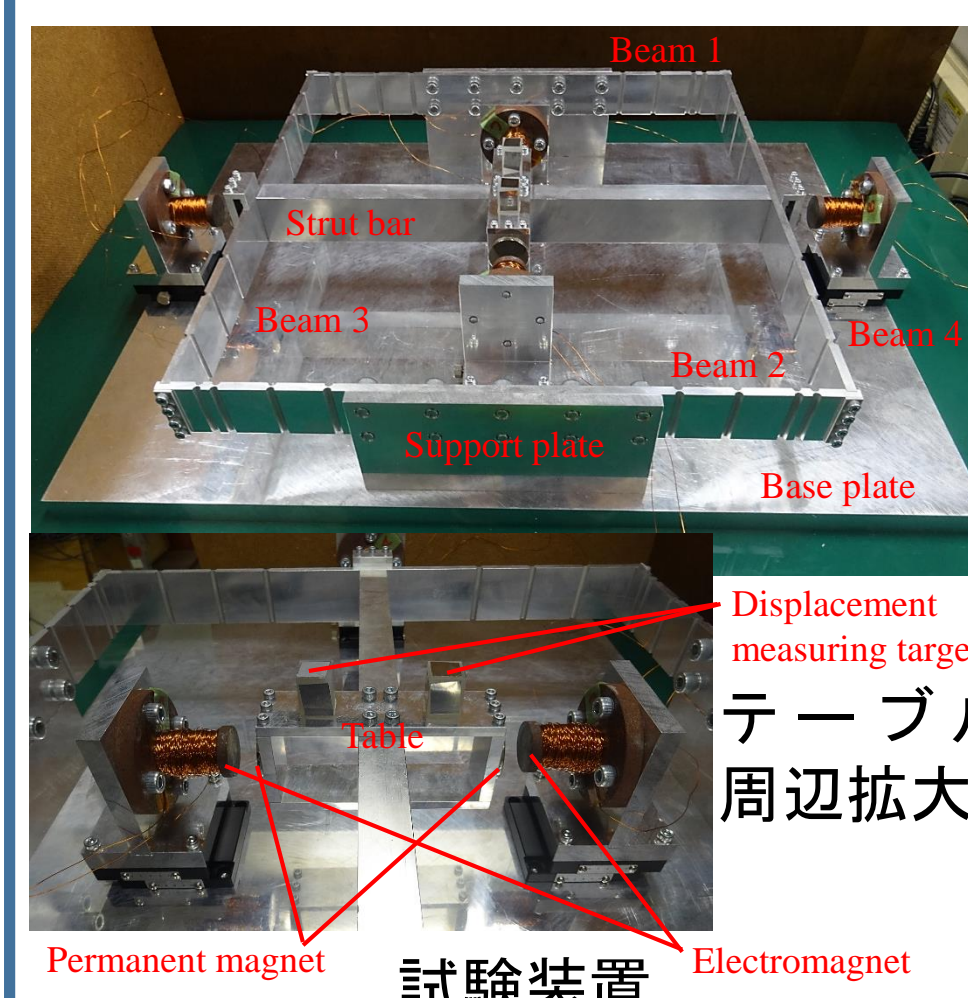 Beam 1
Strut bar
Beam 3
Beam 4
Beam 2
Support plate
Base plate
Displacement
measuring targe
Table
テーブル
周辺拡大
Permanent magnet
Electromagnet
試験装置